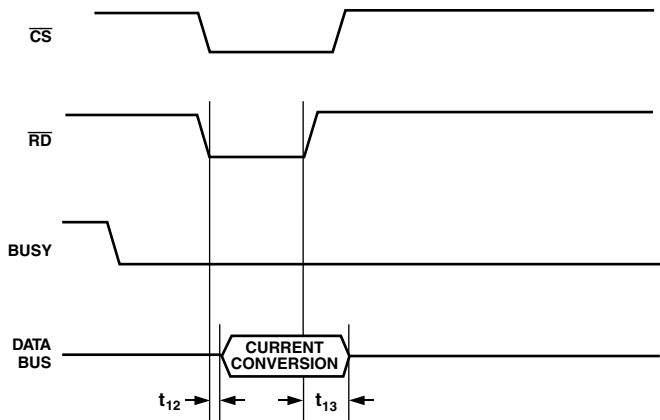 CS
RD
BUSY
DATA
BUS
CURRENT
CONVERSION
t12
t13